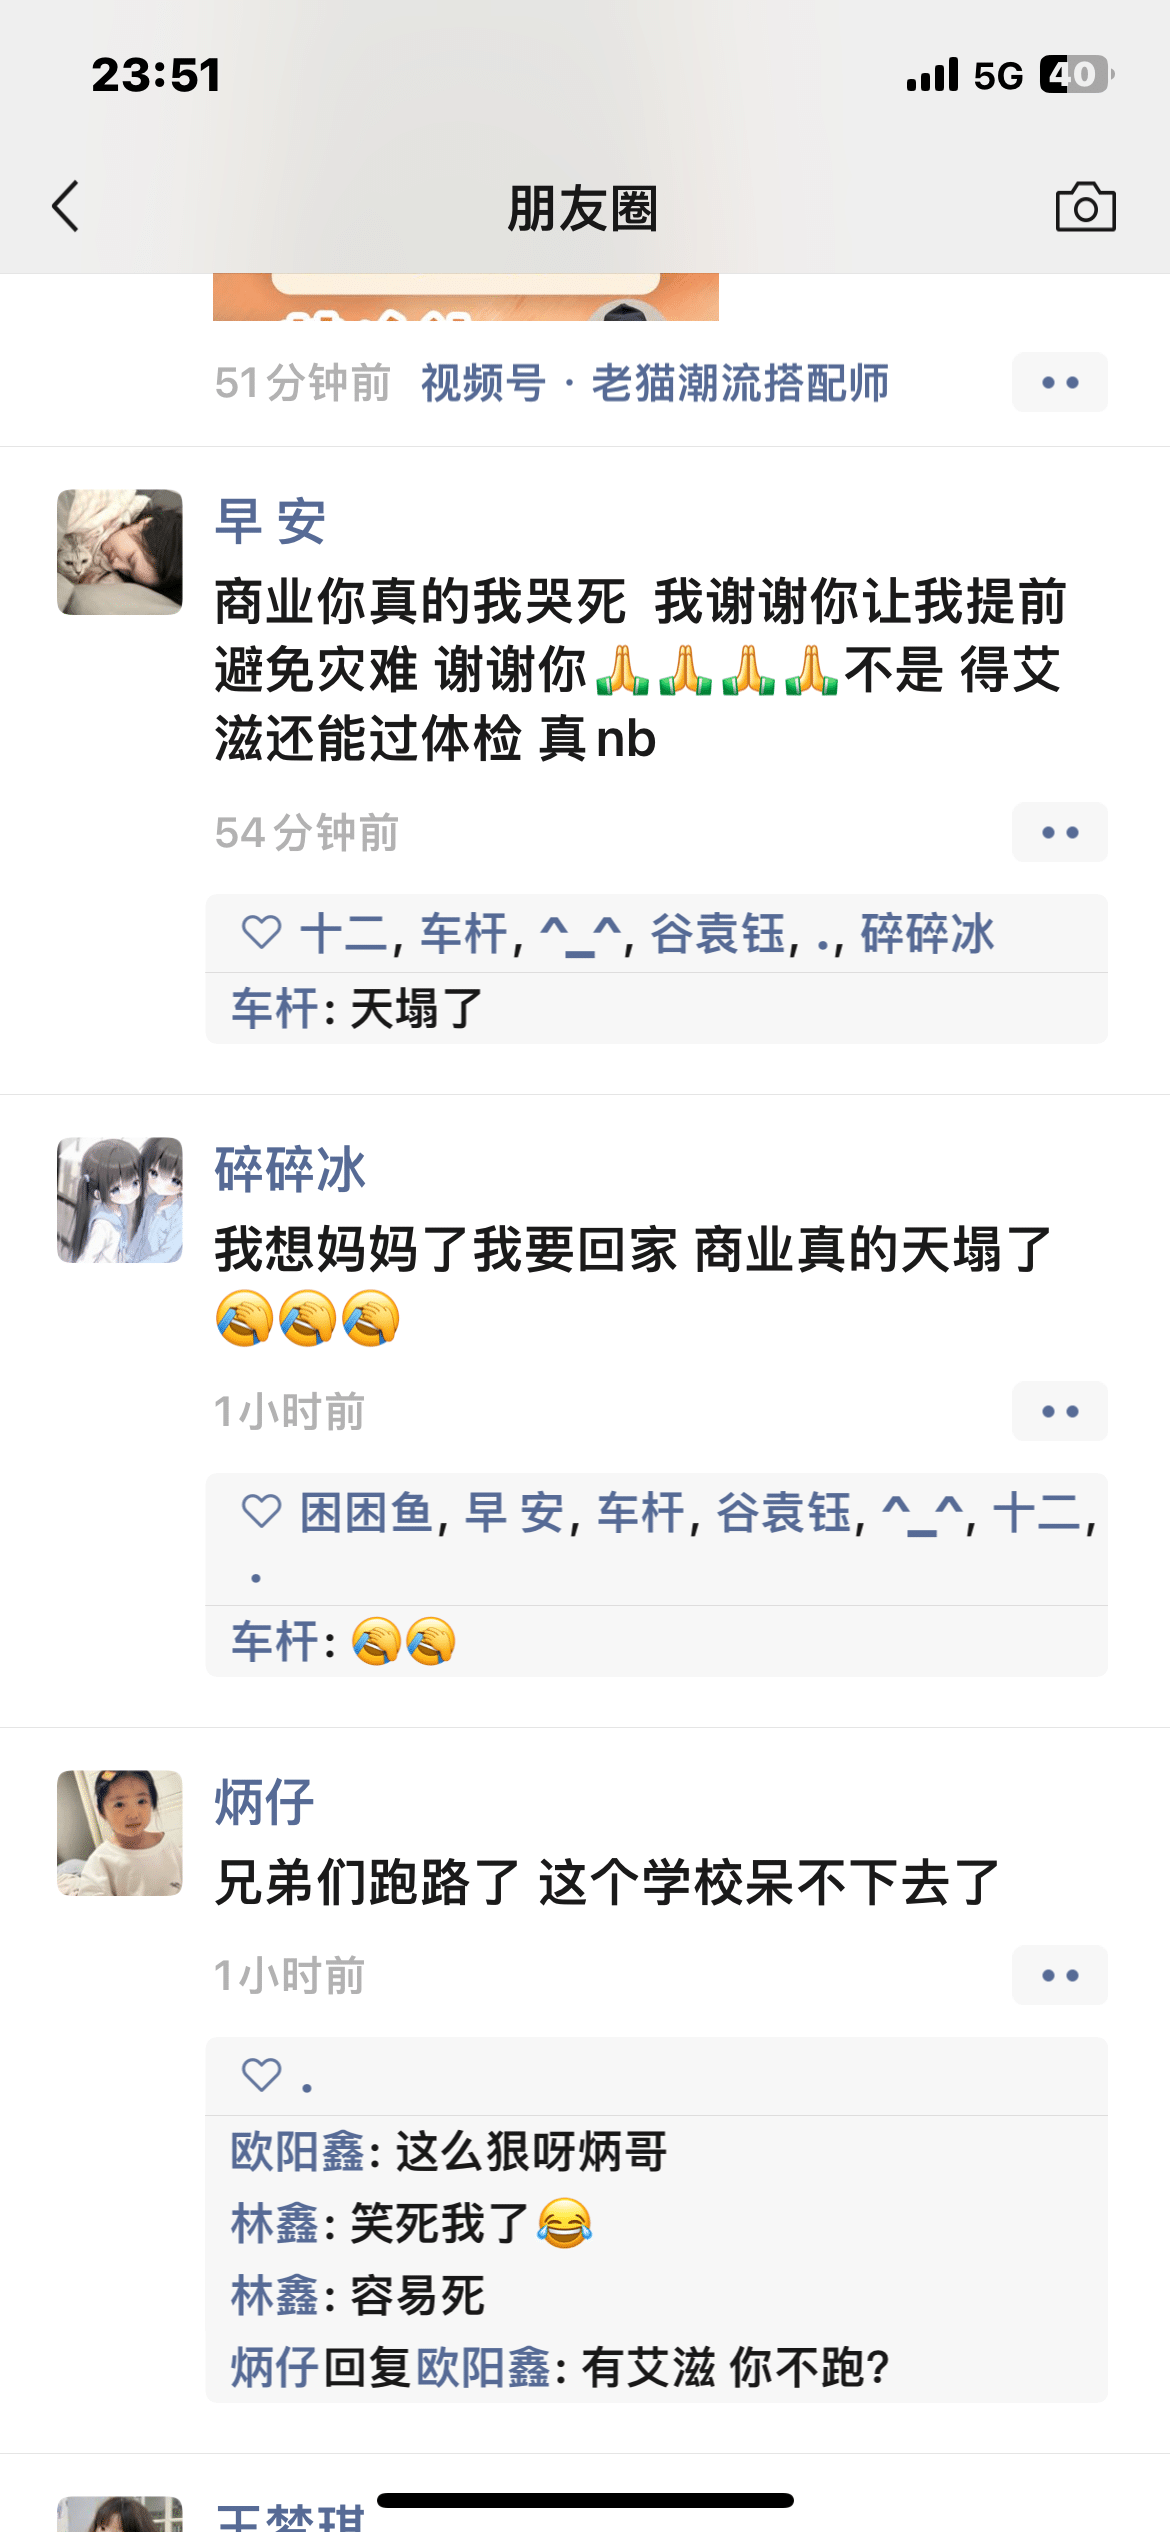 23:51
5G 40
朋友圈
51分钟前 视频号 · 老猫潮流搭配师
早 安
商业你真的我哭死 我谢谢你让我提前
避免灾难 谢谢你🙏🙏🙏🙏不是 得艾
滋还能过体检 真nb
54分钟前
十二, 车杆, ^_^, 谷袁钰, ., 碎碎冰
车杆: 天塌了
碎碎冰
我想妈妈了我要回家 商业真的天塌了
🤣🤣🤣
1小时前
困困鱼, 早 安, 车杆, 谷袁钰, ^_^, 十二,
.
车杆: 🤣🤣
炳仔
兄弟们跑路了 这个学校呆不下去了
1小时前
.
欧阳鑫: 这么狠呀炳哥
林鑫: 笑死我了😂
林鑫: 容易死
炳仔回复欧阳鑫: 有艾滋 你不跑?
王梦琪